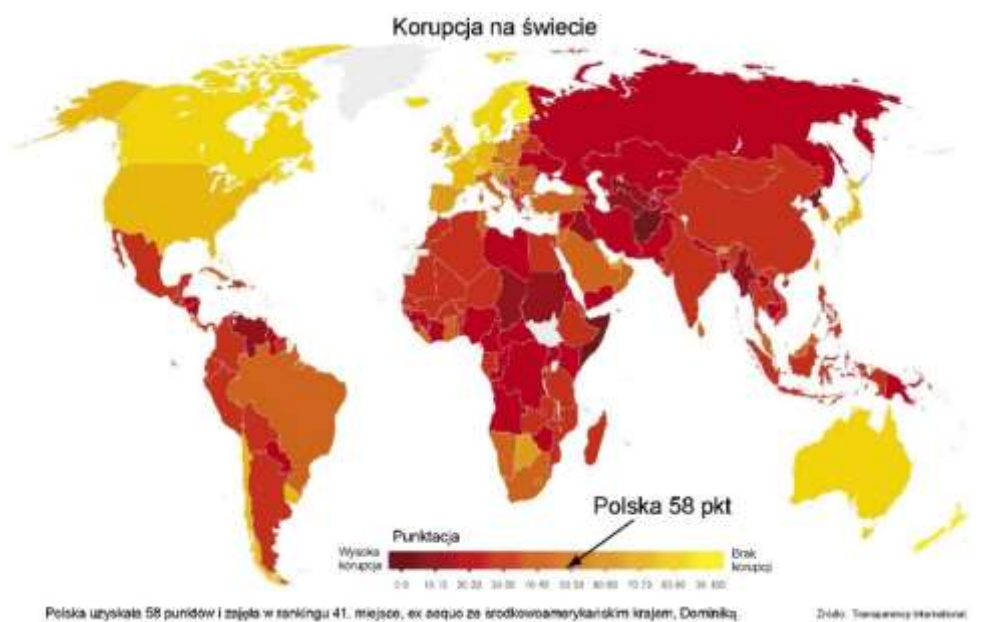 Korupcja na świecie
Polska 58 pkt
Punktacja
Wysoka korupcja
Brak korupcji
Polska uzyskała 58 punktów i zajęła w rankingu 41. miejsce, ex aequo ze środkowoamerykańskim krajem, Dominiką.
Źródło: Transparency International